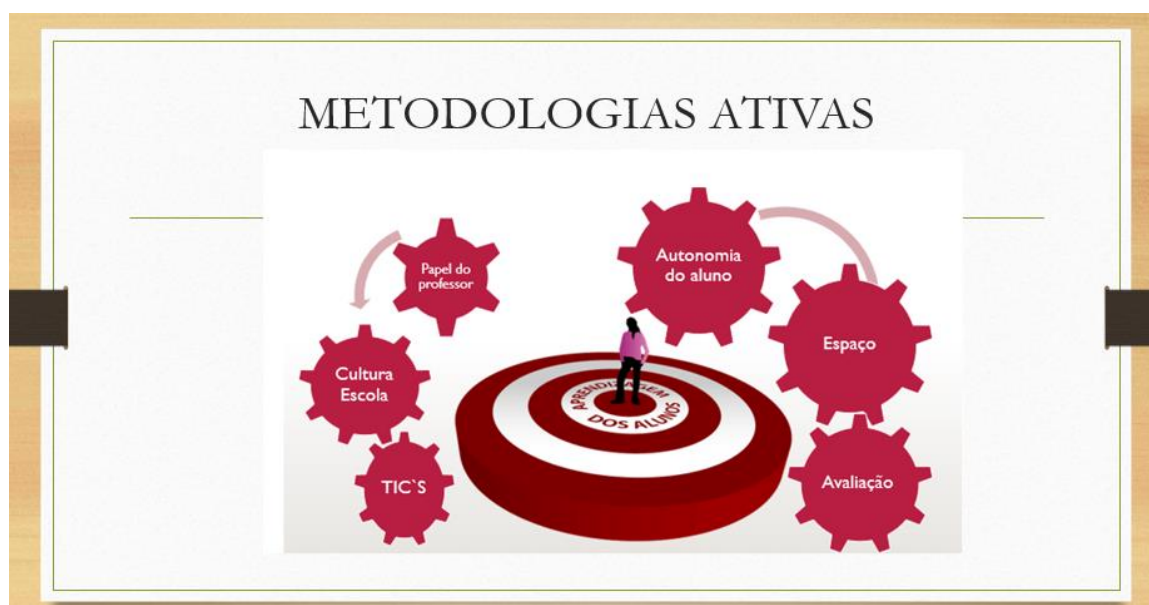 METODOLOGIAS ATIVAS
Papel do
professor
Cultura
Escola
TIC`S
Autonomia
do aluno
Espaço
Avaliação
APRENDIZAGEM
DOS ALUNOS